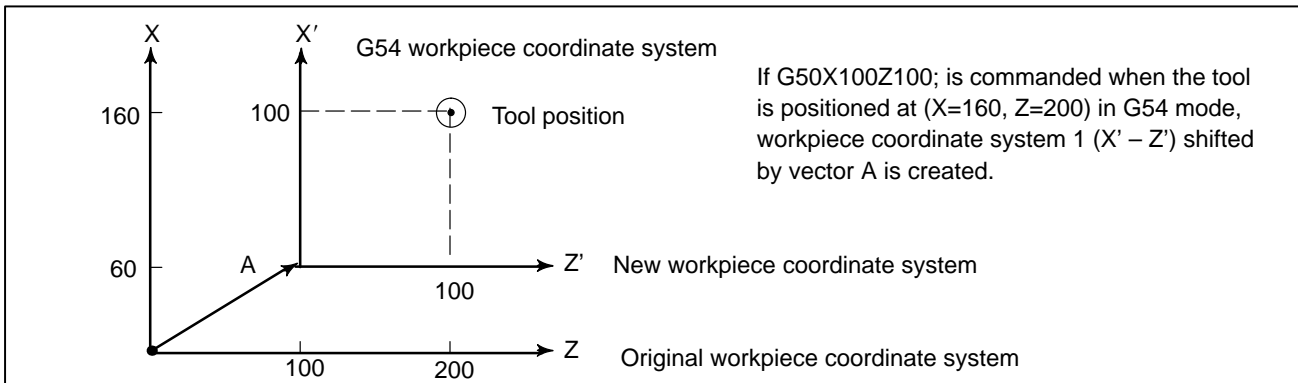 X
X′
G54 workpiece coordinate system
If G50X100Z100; is commanded when the tool
is positioned at (X=160, Z=200) in G54 mode,
workpiece coordinate system 1 (X' – Z') shifted
by vector A is created.
160
100
Tool position
60
A
Z'
New workpiece coordinate system
100
Z
Original workpiece coordinate system
100
200